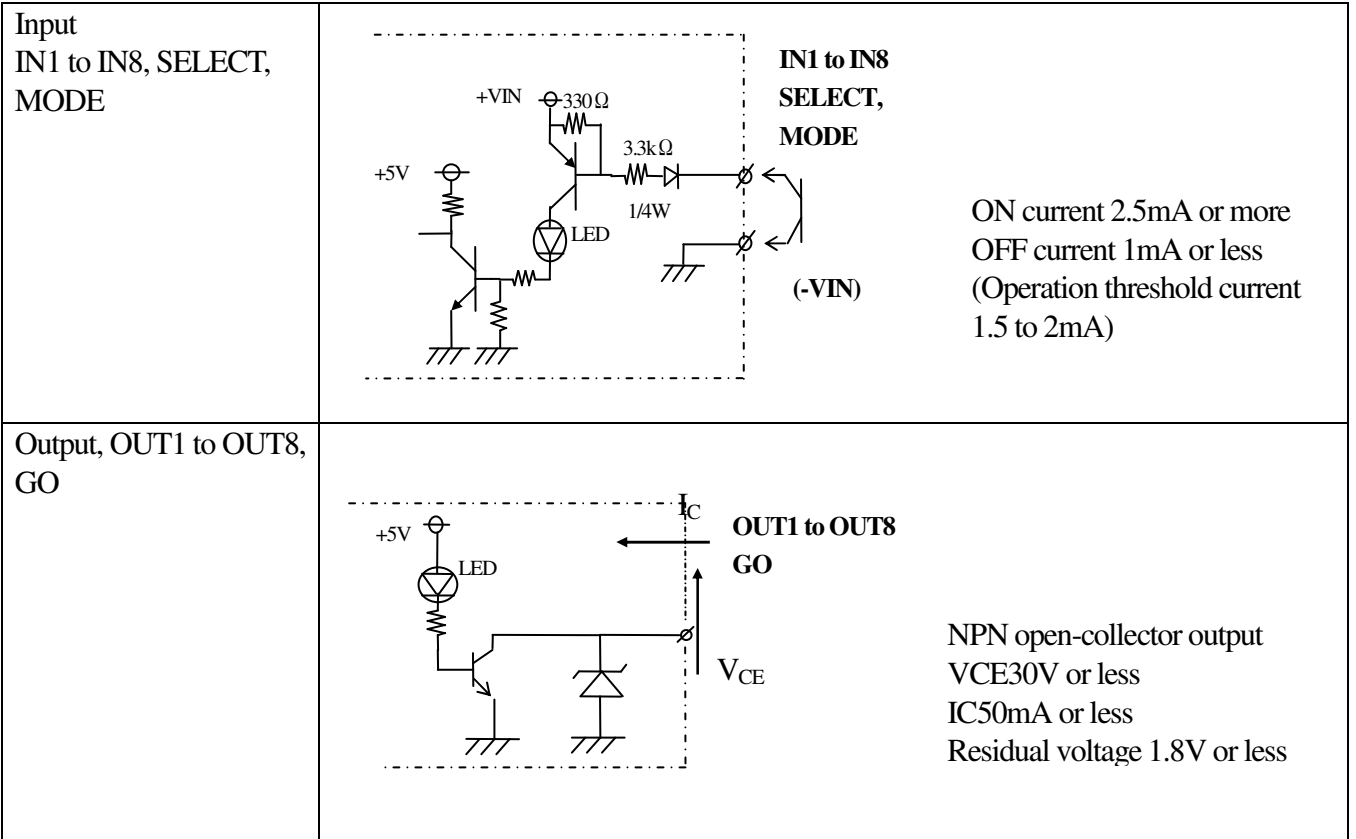 Input
IN1 to IN8, SELECT,
MODE
+VIN
330Ω
+5V
3.3kΩ
1/4W
LED
IN1 to IN8
SELECT,
MODE
(-VIN)
ON current 2.5mA or more
OFF current 1mA or less
(Operation threshold current
1.5 to 2mA)
Output, OUT1 to OUT8,
GO
+5V
LED
IC
OUT1 to OUT8
GO
VCE
NPN open-collector output
VCE30V or less
IC50mA or less
Residual voltage 1.8V or less